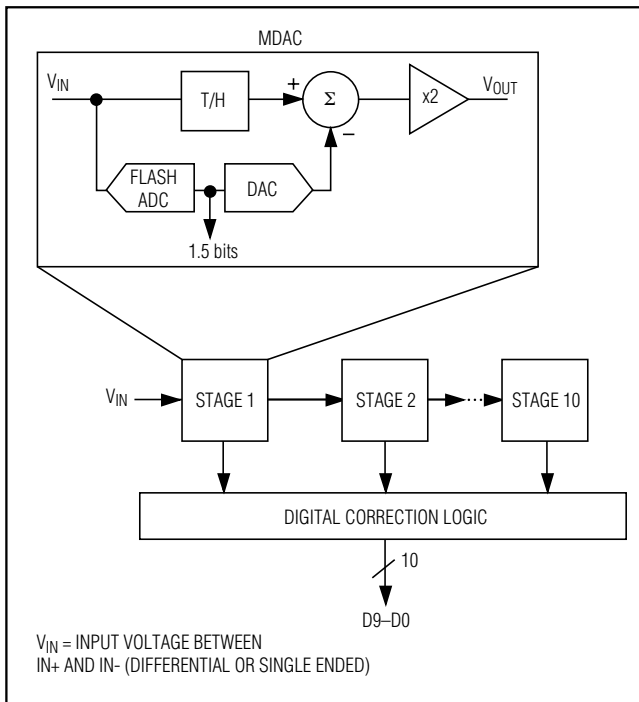 MDAC
VIN
T/H
+
Σ
−
x2
VOUT
FLASH
ADC
DAC
1.5 bits
VIN
STAGE 1
STAGE 2
...
STAGE 10
DIGITAL CORRECTION LOGIC
10
D9–D0
VIN = INPUT VOLTAGE BETWEEN
IN+ AND IN- (DIFFERENTIAL OR SINGLE ENDED)